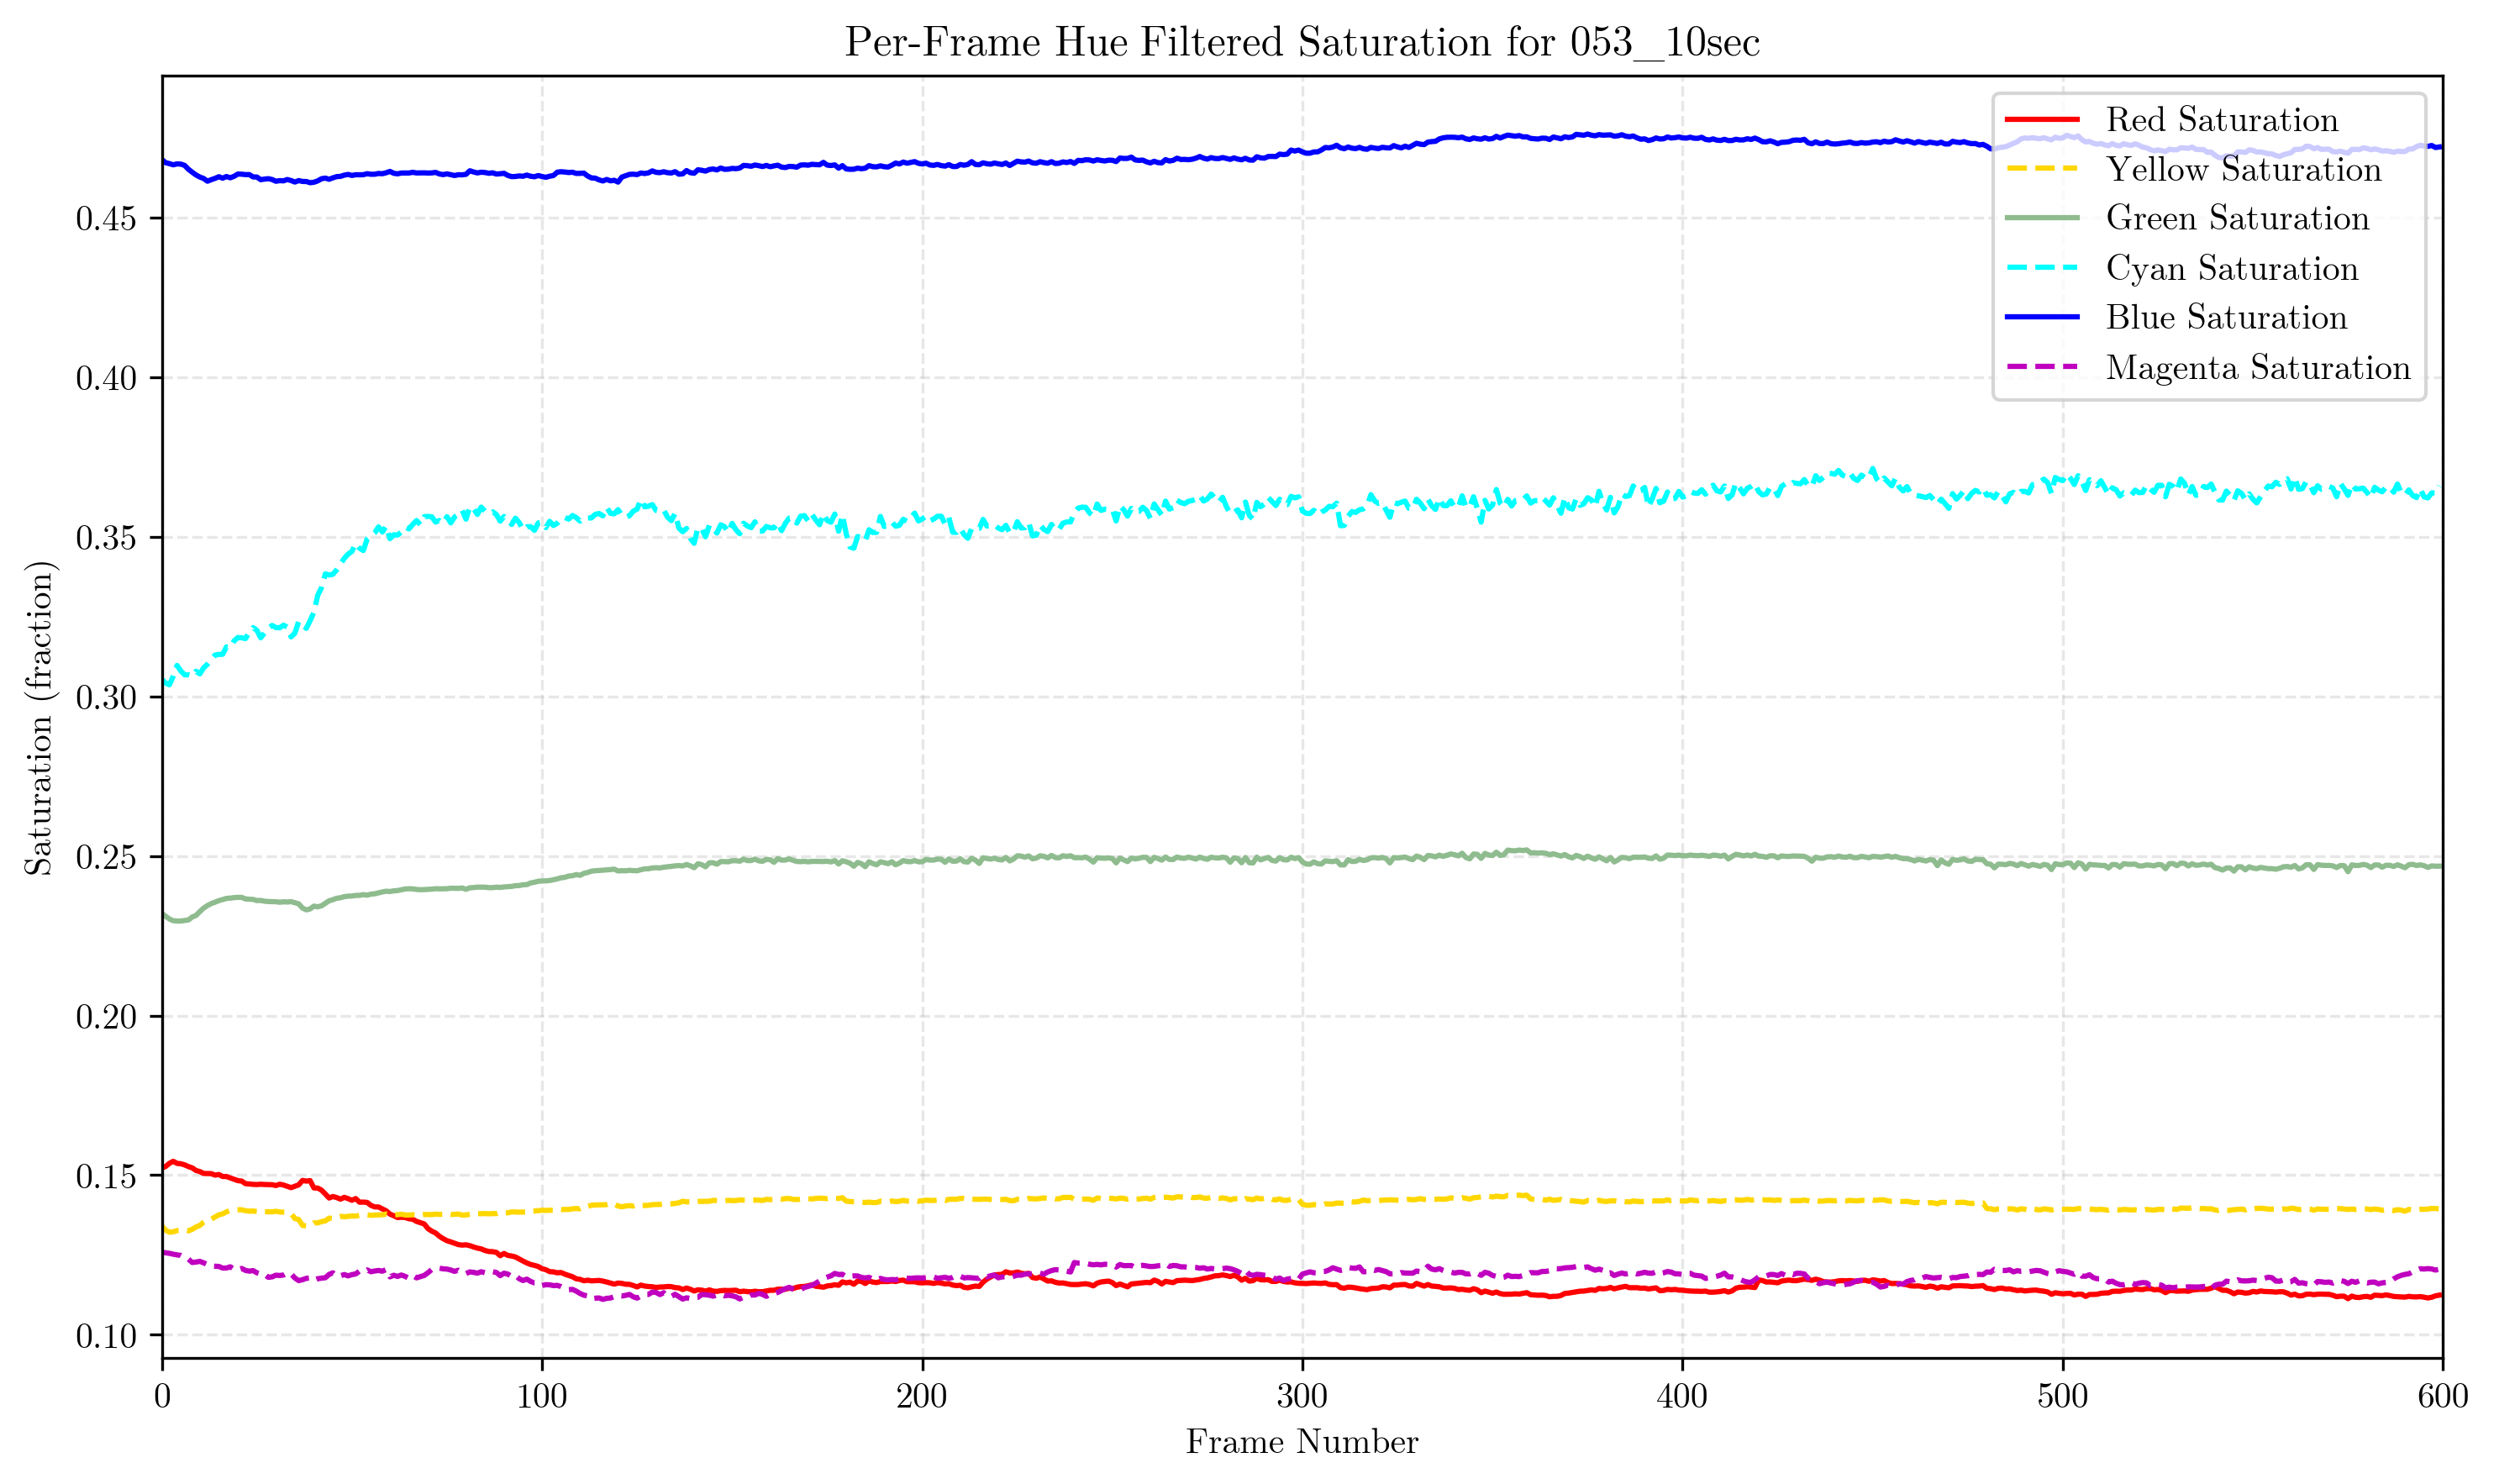 Per-Frame Hue Filtered Saturation for 053__10sec
Saturation (fraction)
0.45
0.40
0.35
0.30
0.25
0.20
0.15
0.10
Red Saturation
Yellow Saturation
Green Saturation
Cyan Saturation
Blue Saturation
Magenta Saturation
0 100 200 300 400 500 600
Frame Number